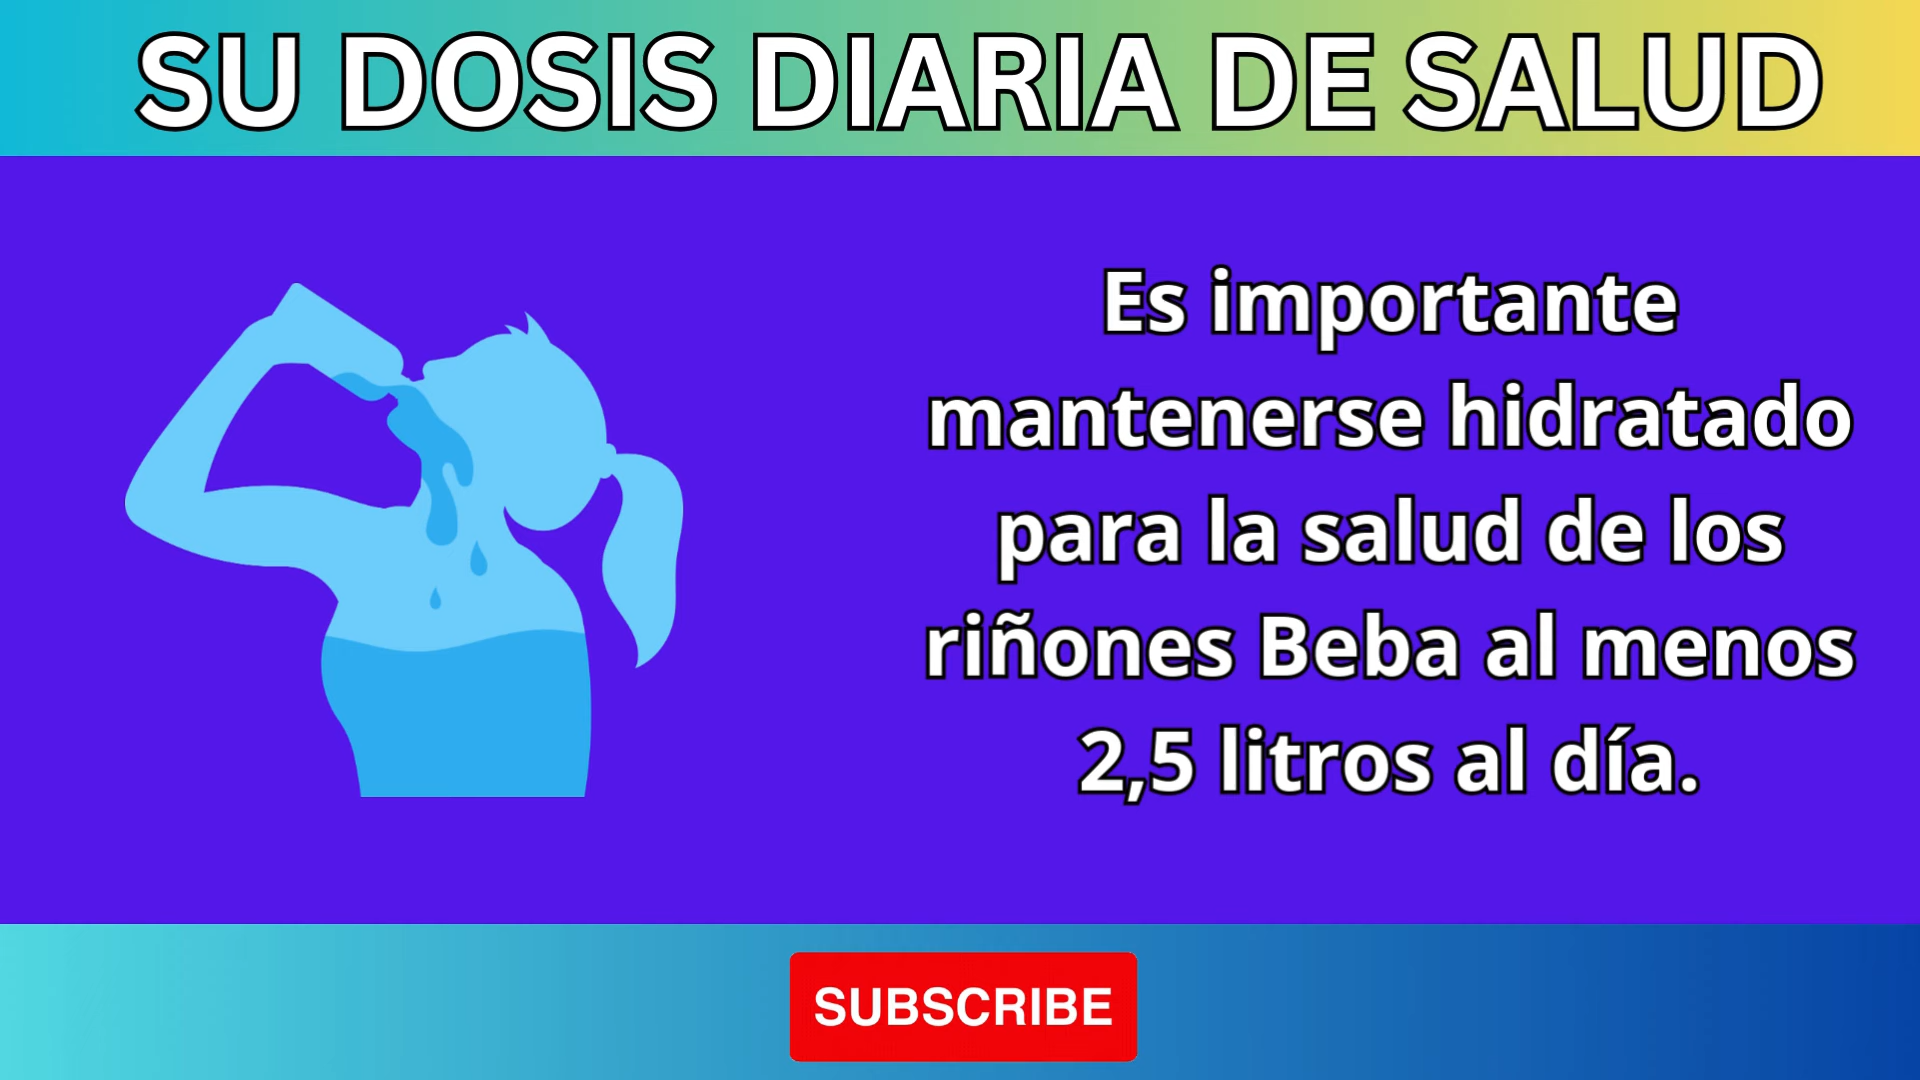 SU DOSIS DIARIA DE SALUD
Es importante
mantenerse hidratado
para la salud de los
riñones Beba al menos
2,5 litros al día.
SUBSCRIBE